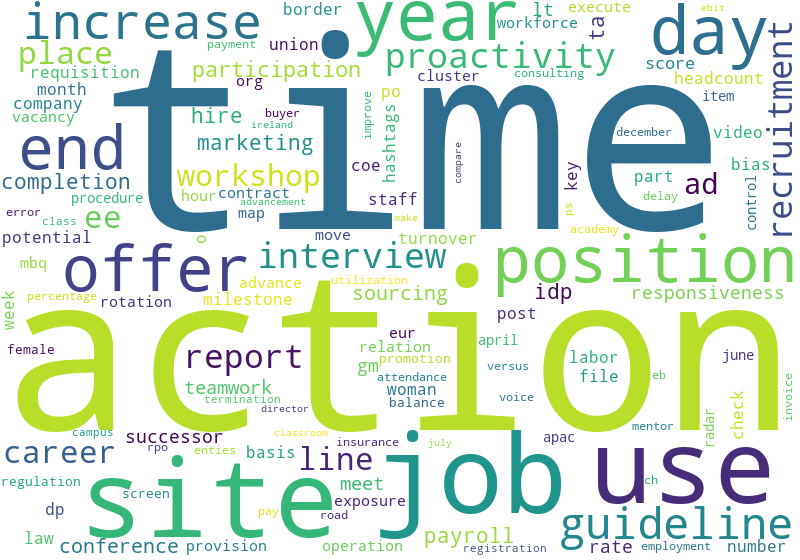 border
lt
execute
ebit
increase
year
day
ta
workforce
payment
union
place
proactivity
recruitment
requisition
participation
consulting
score
org
cluster
headcount
month
hire
po
item
company
time
vacancy
buyer
improve
hashtags
ireland
december
video
end
marketing
compare
coe
key
part
bias
workshop
completion
contract
staff
ad
control
procedure
hour
advancement
delay
error
class
ee
map
make
ps
academy
potential
o
move
turnover
offer
interview
position
mbq
advance
utilization
idp
responsiveness
week
percentage
rotation
milestone
sourcing
post
action
eur
april
female
report
relation
promotion
versus
labor
june
gm
teamwork
attendance
file
eb
woman
termination
balance
voice
invoice
director
campus
successor
classroom
insurance
july
apac
mentor
radar
check
career
rpo
enties
basis
line
job
use
regulation
screen
site
meet
ch
dp
pay
exposure
road
guideline
law
conference
provision
operation
payroll
registration
rate
employment
number